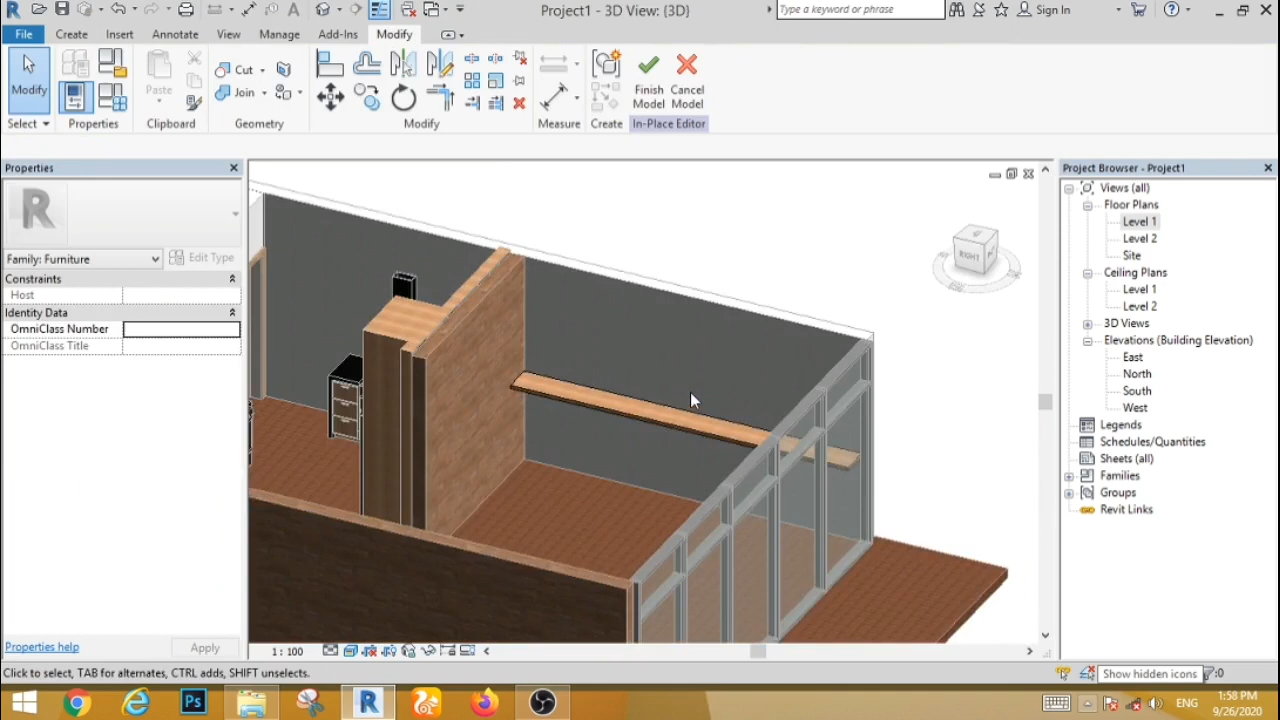 Project1 - 3D View: {3D}
Type a keyword or phrase
Sign In
File
Create
Insert
Annotate
View
Manage
Add-Ins
Modify
Modify
Paste
Cut
Join
Finish
Model
Cancel
Model
Select
Properties
Clipboard
Geometry
Modify
Measure
Create
In-Place Editor
Properties
Family: Furniture
Edit Type
Constraints
Host
Identity Data
OmniClass Number
OmniClass Title
Properties help
Apply
RIGHT
1 : 100
Project Browser - Project1
Views (all)
Floor Plans
Level 1
Level 2
Site
Ceiling Plans
Level 1
Level 2
3D Views
Elevations (Building Elevation)
East
North
South
West
Legends
Schedules/Quantities
Sheets (all)
Families
Groups
Revit Links
Click to select, TAB for alternates, CTRL adds, SHIFT unselects.
Show hidden icons
:0
Ps
ENG
1:58 PM
9/26/2020